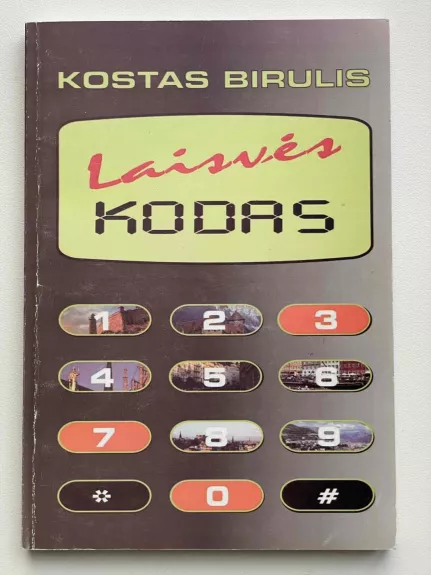 KOSTAS BIRULIS
Laisvės
KODAS
1 2 3
4 5 6
7 8 9
* 0 #